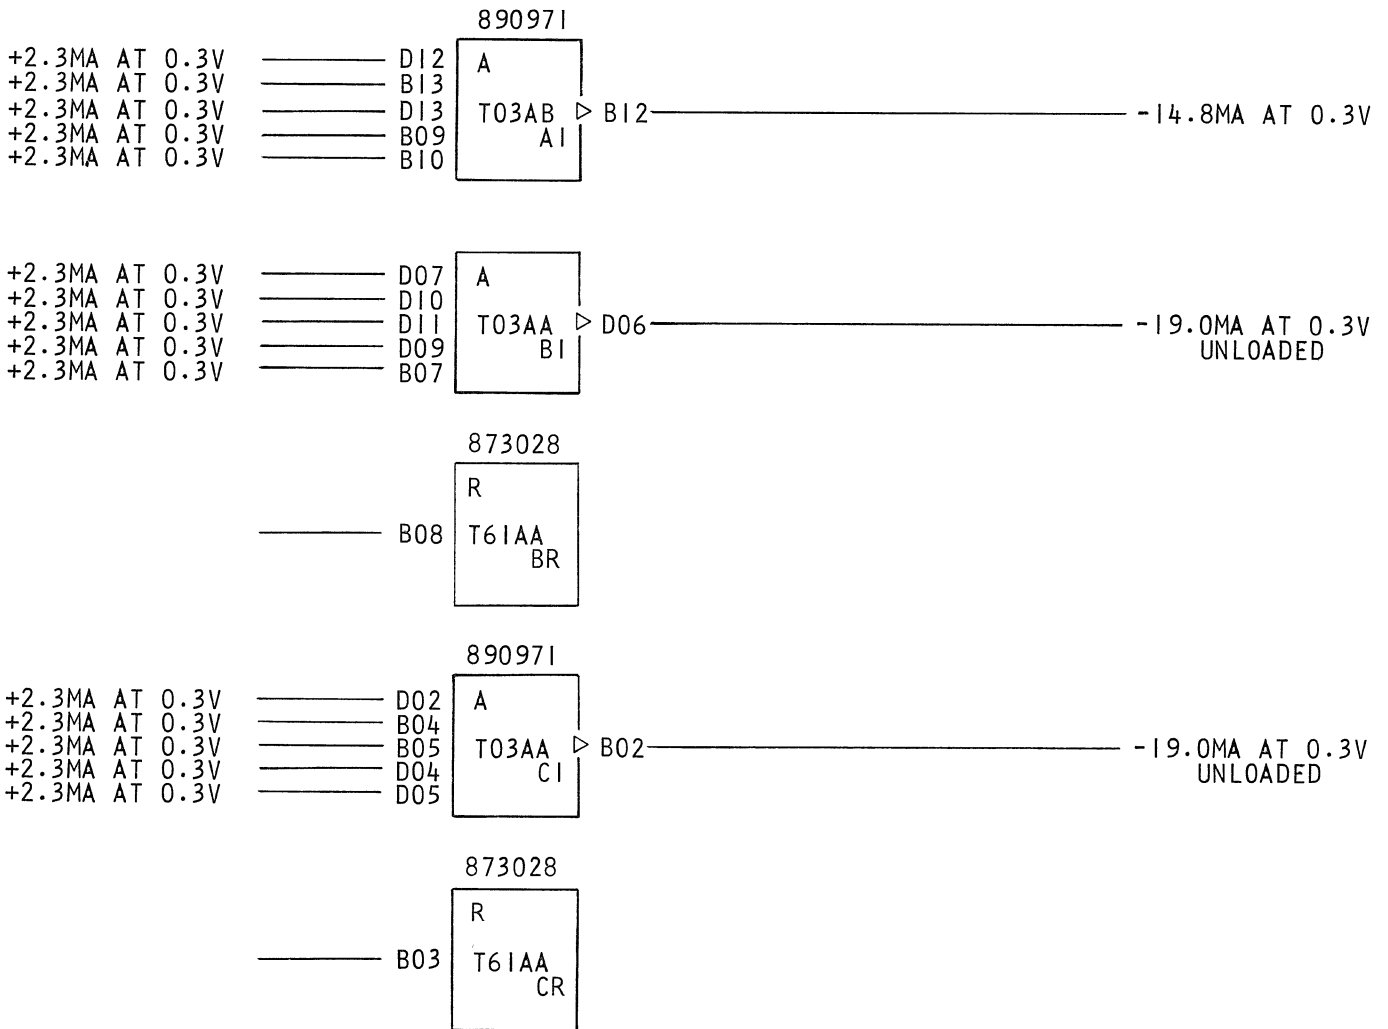 890971
+2.3MA AT 0.3V D12 A
+2.3MA AT 0.3V B13
+2.3MA AT 0.3V D13 T03AB B12 -14.8MA AT 0.3V
+2.3MA AT 0.3V B09 A1
+2.3MA AT 0.3V B10
+2.3MA AT 0.3V D07 A
+2.3MA AT 0.3V D10
+2.3MA AT 0.3V D11 T03AA D06 -19.0MA AT 0.3V
+2.3MA AT 0.3V D09 B1 UNLOADED
+2.3MA AT 0.3V B07
873028
R
B08 T61AA
BR
890971
+2.3MA AT 0.3V D02 A
+2.3MA AT 0.3V B04
+2.3MA AT 0.3V B05 T03AA B02 -19.0MA AT 0.3V
+2.3MA AT 0.3V D04 C1 UNLOADED
+2.3MA AT 0.3V D05
873028
R
B03 T61AA
CR